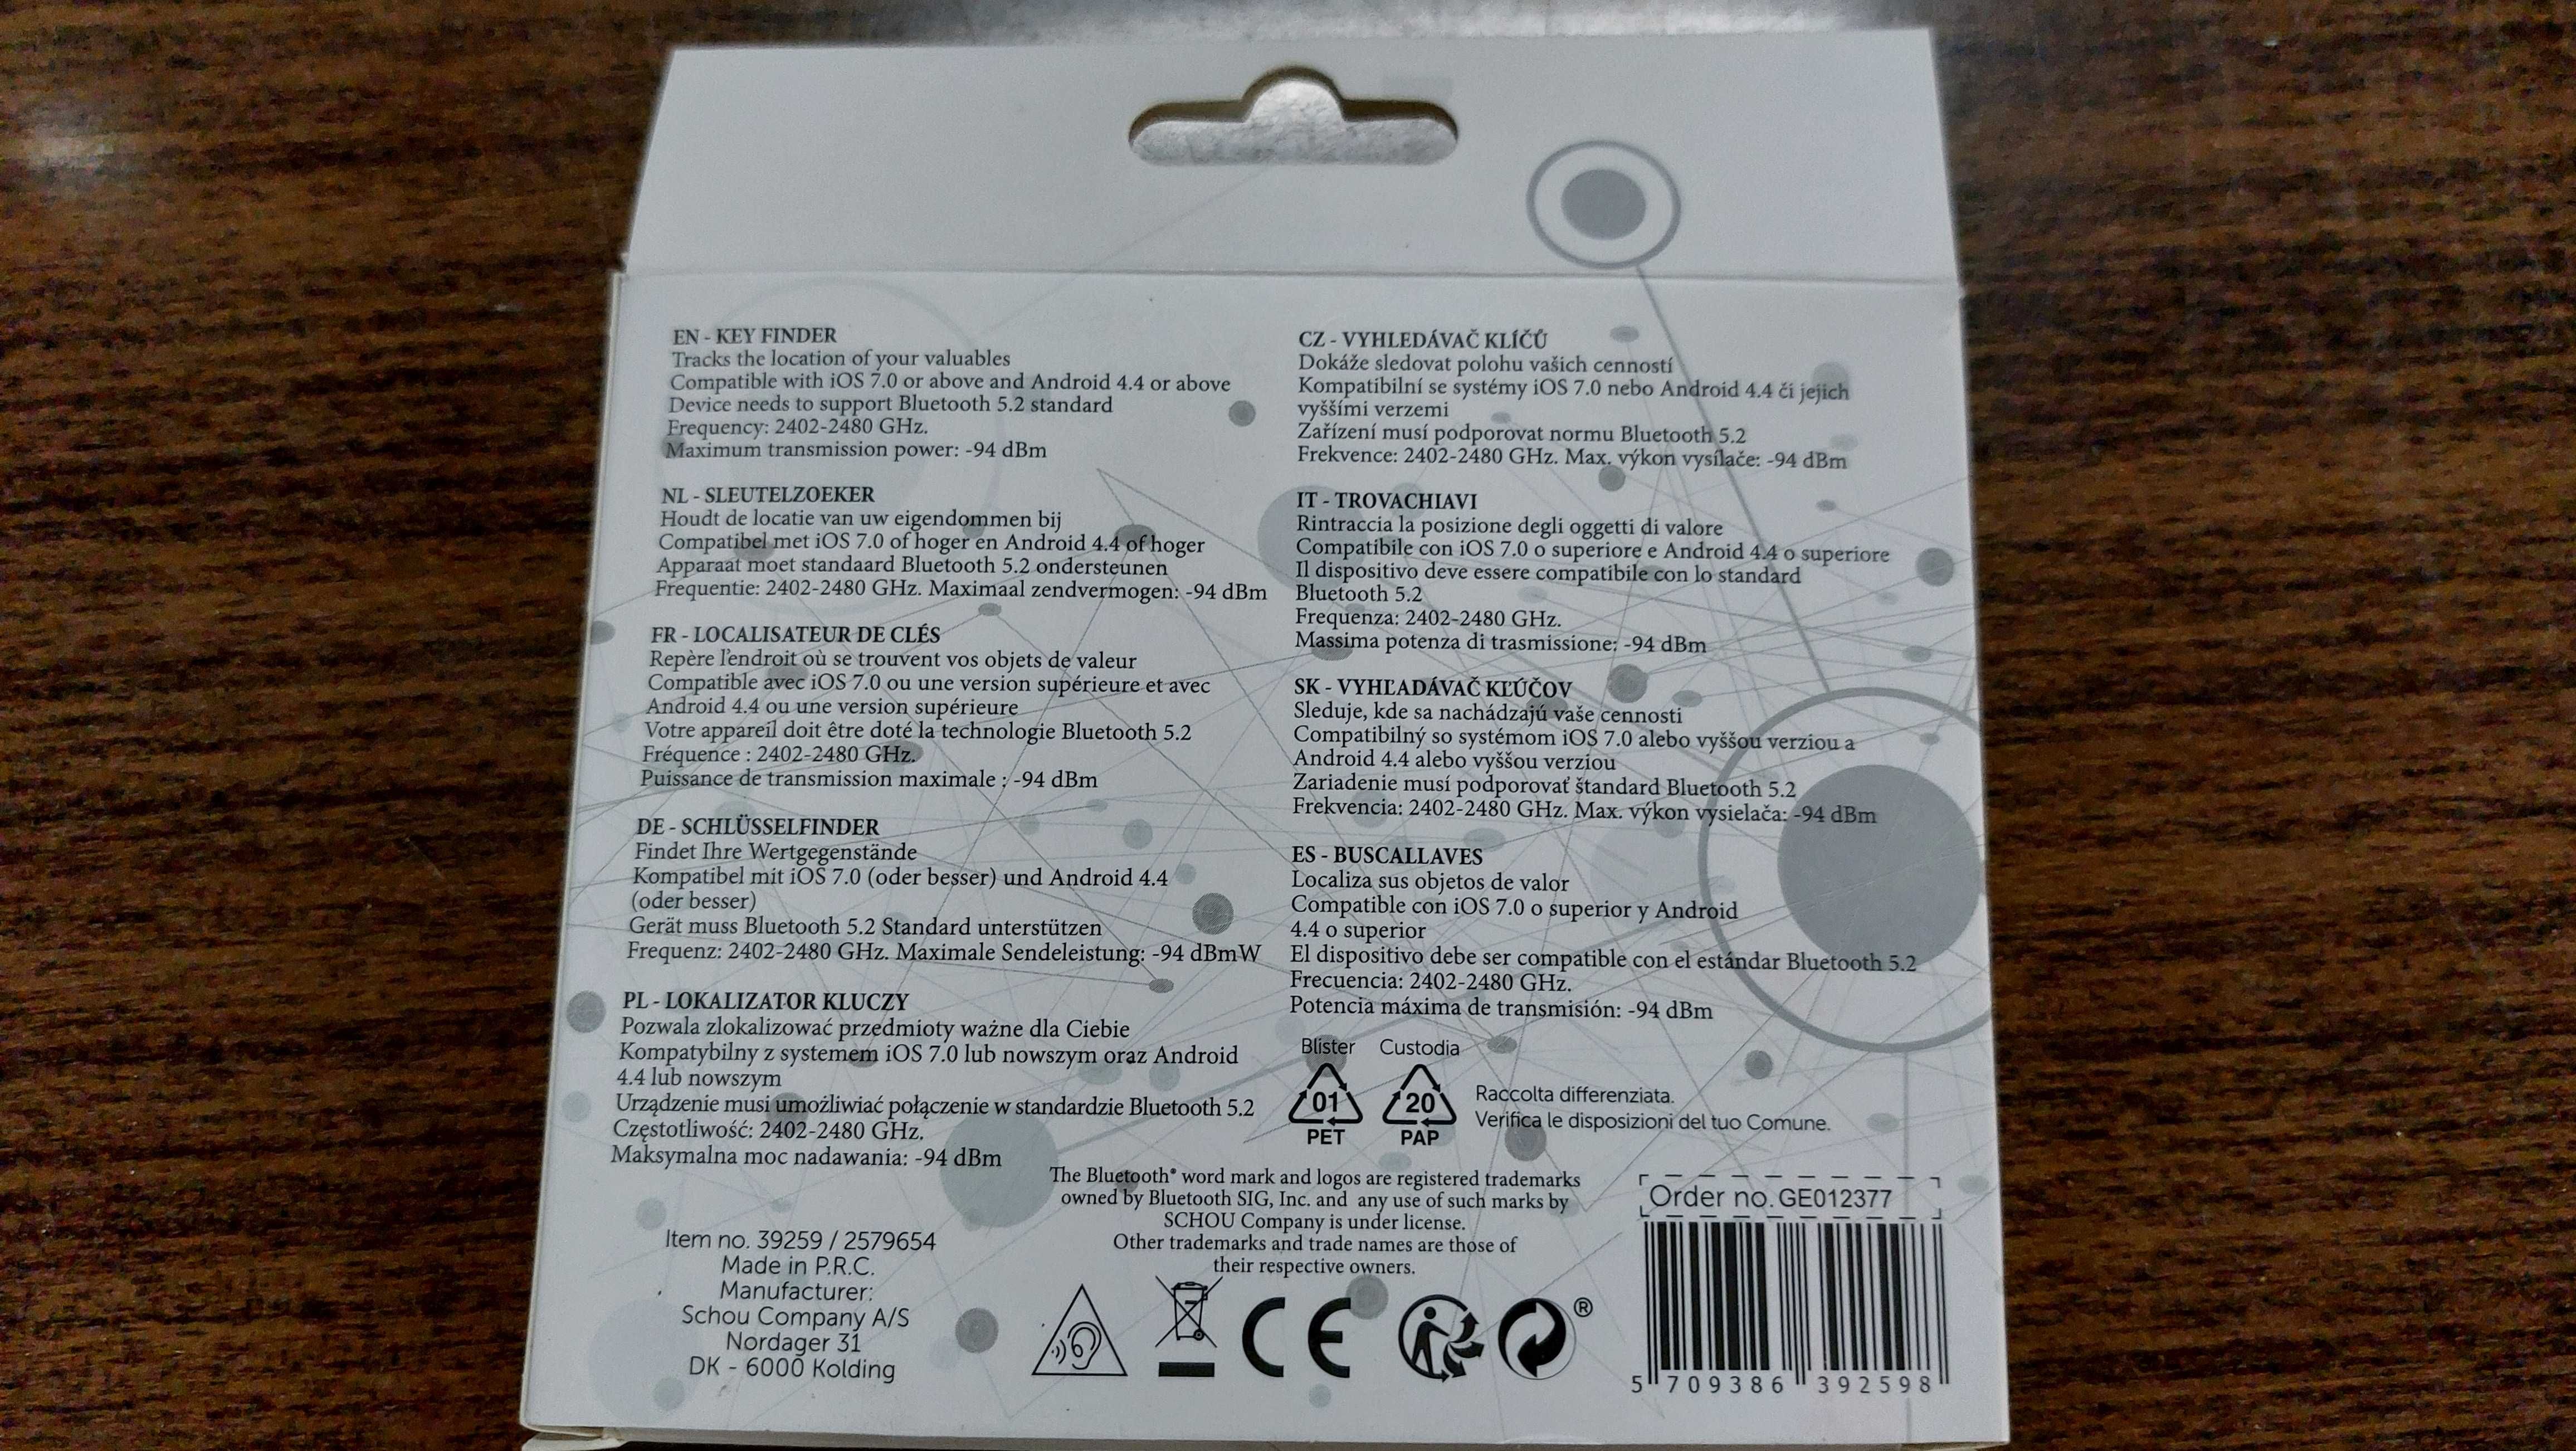 EN - KEY FINDER
Tracks the location of your valuables
Compatible with iOS 7.0 or above and Android 4.4 or above
Device needs to support Bluetooth 5.2 standard
Frequency: 2402-2480 GHz.
Maximum transmission power: -94 dBm
NL - SLEUTELZOEKER
Houdt de locatie van uw eigendommen bij
Compatibel met iOS 7.0 of hoger en Android 4.4 of hoger
Apparaat moet standaard Bluetooth 5.2 ondersteunen
Frequentie: 2402-2480 GHz. Maximaal zendvermogen: -94 dBm
FR - LOCALISATEUR DE CLÉS
Repère l'endroit où se trouvent vos objets de valeur
Compatible avec iOS 7.0 ou une version supérieure et avec
Android 4.4 ou une version supérieure
Votre appareil doit être doté la technologie Bluetooth 5.2
Fréquence : 2402-2480 GHz.
Puissance de transmission maximale : -94 dBm
DE - SCHLÜSSELFINDER
Findet Ihre Wertgegenstände
Kompatibel mit iOS 7.0 (oder besser) und Android 4.4
(oder besser)
Gerät muss Bluetooth 5.2 Standard unterstützen
Frequenz: 2402-2480 GHz. Maximale Sendeleistung: -94 dBmW
PL - LOKALIZATOR KLUCZY
Pozwala zlokalizować przedmioty ważne dla Ciebie
Kompatybilny z systemem iOS 7.0 lub nowszym oraz Android
4.4 lub nowszym
Urządzenie musi umożliwiać połączenie w standardzie Bluetooth 5.2
Częstotliwość: 2402-2480 GHz.
Maksymalna moc nadawania: -94 dBm
CZ - VYHLEDÁVAČ KLÍČŮ
Dokáže sledovat polohu vašich cenností
Kompatibilní se systémy iOS 7.0 nebo Android 4.4 či jejich
vyššími verzemi
Zařízení musí podporovat normu Bluetooth 5.2
Frekvence: 2402-2480 GHz. Max. výkon vysílače: -94 dBm
IT - TROVACHIAVI
Rintraccia la posizione degli oggetti di valore
Compatibile con iOS 7.0 o superiore e Android 4.4 o superiore
Il dispositivo deve essere compatibile con lo standard
Bluetooth 5.2
Frequenza: 2402-2480 GHz.
Massima potenza di trasmissione: -94 dBm
SK - VYHĽADÁVAČ KĽÚČOV
Sleduje, kde sa nachádzajú vaše cennosti
Compatibilný so systémom iOS 7.0 alebo vyššou verziou a
Android 4.4 alebo vyššou verziou
Zariadenie musí podporovať štandard Bluetooth 5.2
Frekvencia: 2402-2480 GHz. Max. výkon vysielača: -94 dBm
ES - BUSCALLAVES
Localiza sus objetos de valor
Compatible con iOS 7.0 o superior y Android
4.4 o superior
El dispositivo debe ser compatible con el estándar Bluetooth 5.2
Frecuencia: 2402-2480 GHz.
Potencia máxima de transmisión: -94 dBm
Blister Custodia
01 20
PET PAP
Raccolta differenziata.
Verifica le disposizioni del tuo Comune.
The Bluetooth® word mark and logos are registered trademarks
owned by Bluetooth SIG, Inc. and any use of such marks by
SCHOU Company is under license.
Other trademarks and trade names are those of
their respective owners.
Item no. 39259 / 2579654
Made in P.R.C.
Manufacturer:
Schou Company A/S
Nordager 31
DK - 6000 Kolding
CE
®
Order no. GE012377
5 709386 392598